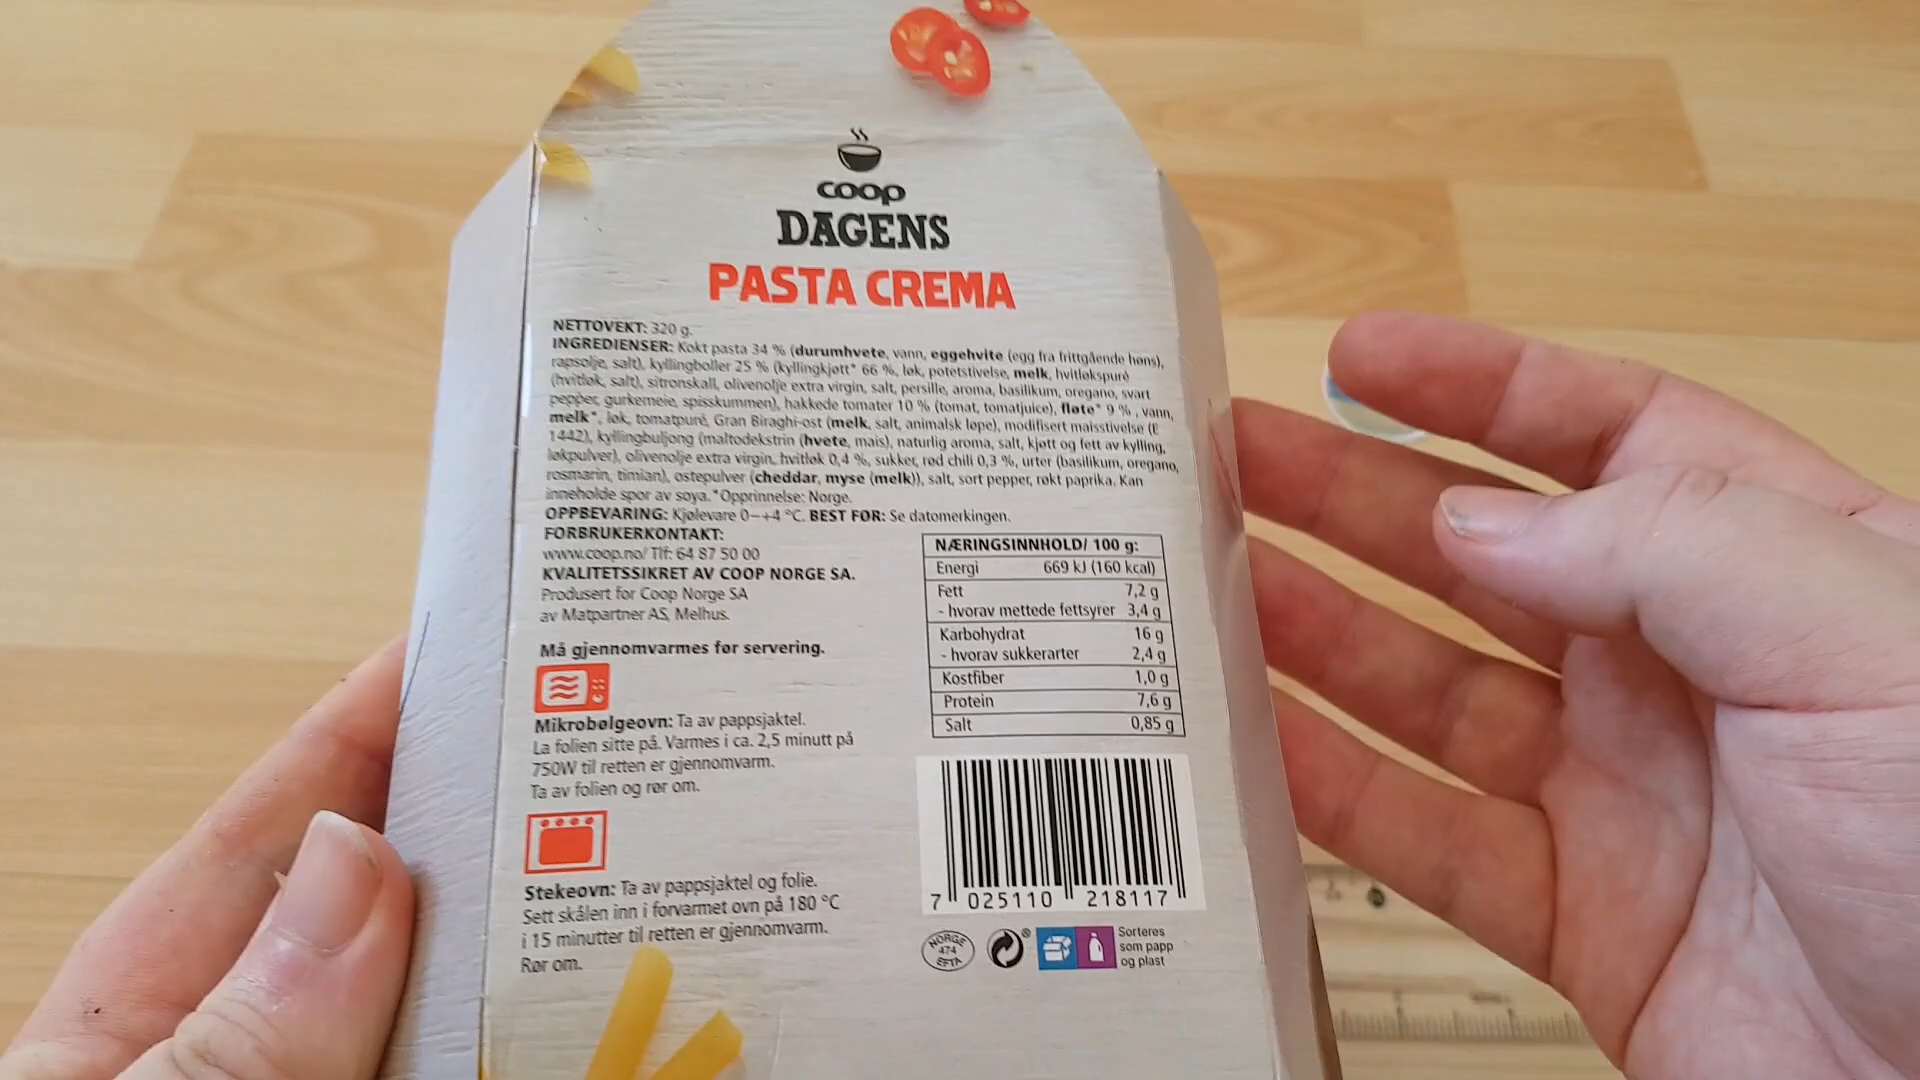 coop
DAGENS
PASTA CREMA
NETTOVEKT: 320 g.
INGREDIENSER: Kokt pasta 34 % (durumhvete, vann, eggehvite (egg fra frittgående høns),
rapsolje, salt), kyllingboller 25 % (kyllingkjøtt* 66 %, løk, potetstivelse, melk, hvitløkspuré
(hvitløk, salt), sitronskall, olivenolje extra virgin, salt, persille, aroma, basilikum, oregano, svart
pepper, gurkemeie, spisskummen), hakkede tomater 10 % (tomat, tomatjuice), fløte* 9 %, vann,
melk*, løk, tomatpuré, Gran Biraghi-ost (melk, salt, animalsk løpe), modifisert maisstivelse (E
1442), kyllingbuljong (maltodekstrin (hvete, mais), naturlig aroma, salt, kjøtt og fett av kylling,
løkpulver), olivenolje extra virgin, hvitløk 0,4 %, sukker, rød chili 0,3 %, urter (basilikum, oregano,
rosmarin, timian), ostepulver (cheddar, myse (melk)), salt, sort pepper, røkt paprika. Kan
inneholde spor av soya. *Opprinnelse: Norge.
OPPBEVARING: Kjølevare 0–+4 °C. BEST FØR: Se datomerkingen.
FORBRUKERKONTAKT:
www.coop.no/ Tlf: 64 87 50 00
KVALITETSSIKRET AV COOP NORGE SA.
Produsert for Coop Norge SA
av Matpartner AS, Melhus.
Må gjennomvarmes før servering.
Mikrobølgeovn: Ta av pappsjaktel.
La folien sitte på. Varmes i ca. 2,5 minutt på
750W til retten er gjennomvarm.
Ta av folien og rør om.
Stekeovn: Ta av pappsjaktel og folie.
Sett skålen inn i forvarmet ovn på 180 °C
i 15 minutter til retten er gjennomvarm.
Rør om.
NÆRINGSINNHOLD/ 100 g:
Energi 669 kJ (160 kcal)
Fett 7,2 g
- hvorav mettede fettsyrer 3,4 g
Karbohydrat 16 g
- hvorav sukkerarter 2,4 g
Kostfiber 1,0 g
Protein 7,6 g
Salt 0,85 g
7 025110 218117
NORGE
474
EFTA
®
Sorteres
som papp
og plast